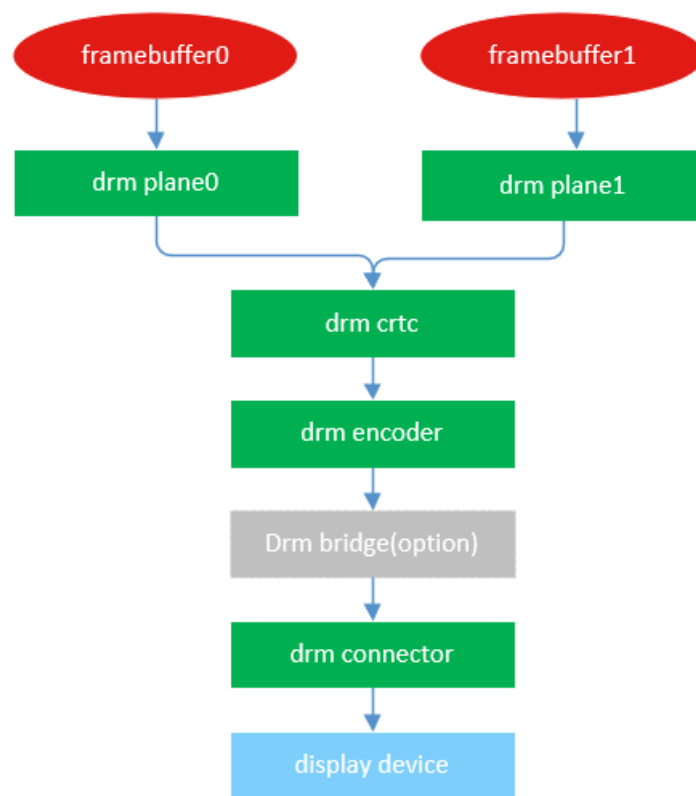 framebuffer0
framebuffer1
drm plane0
drm plane1
drm crtc
drm encoder
Drm bridge(option)
drm connector
display device